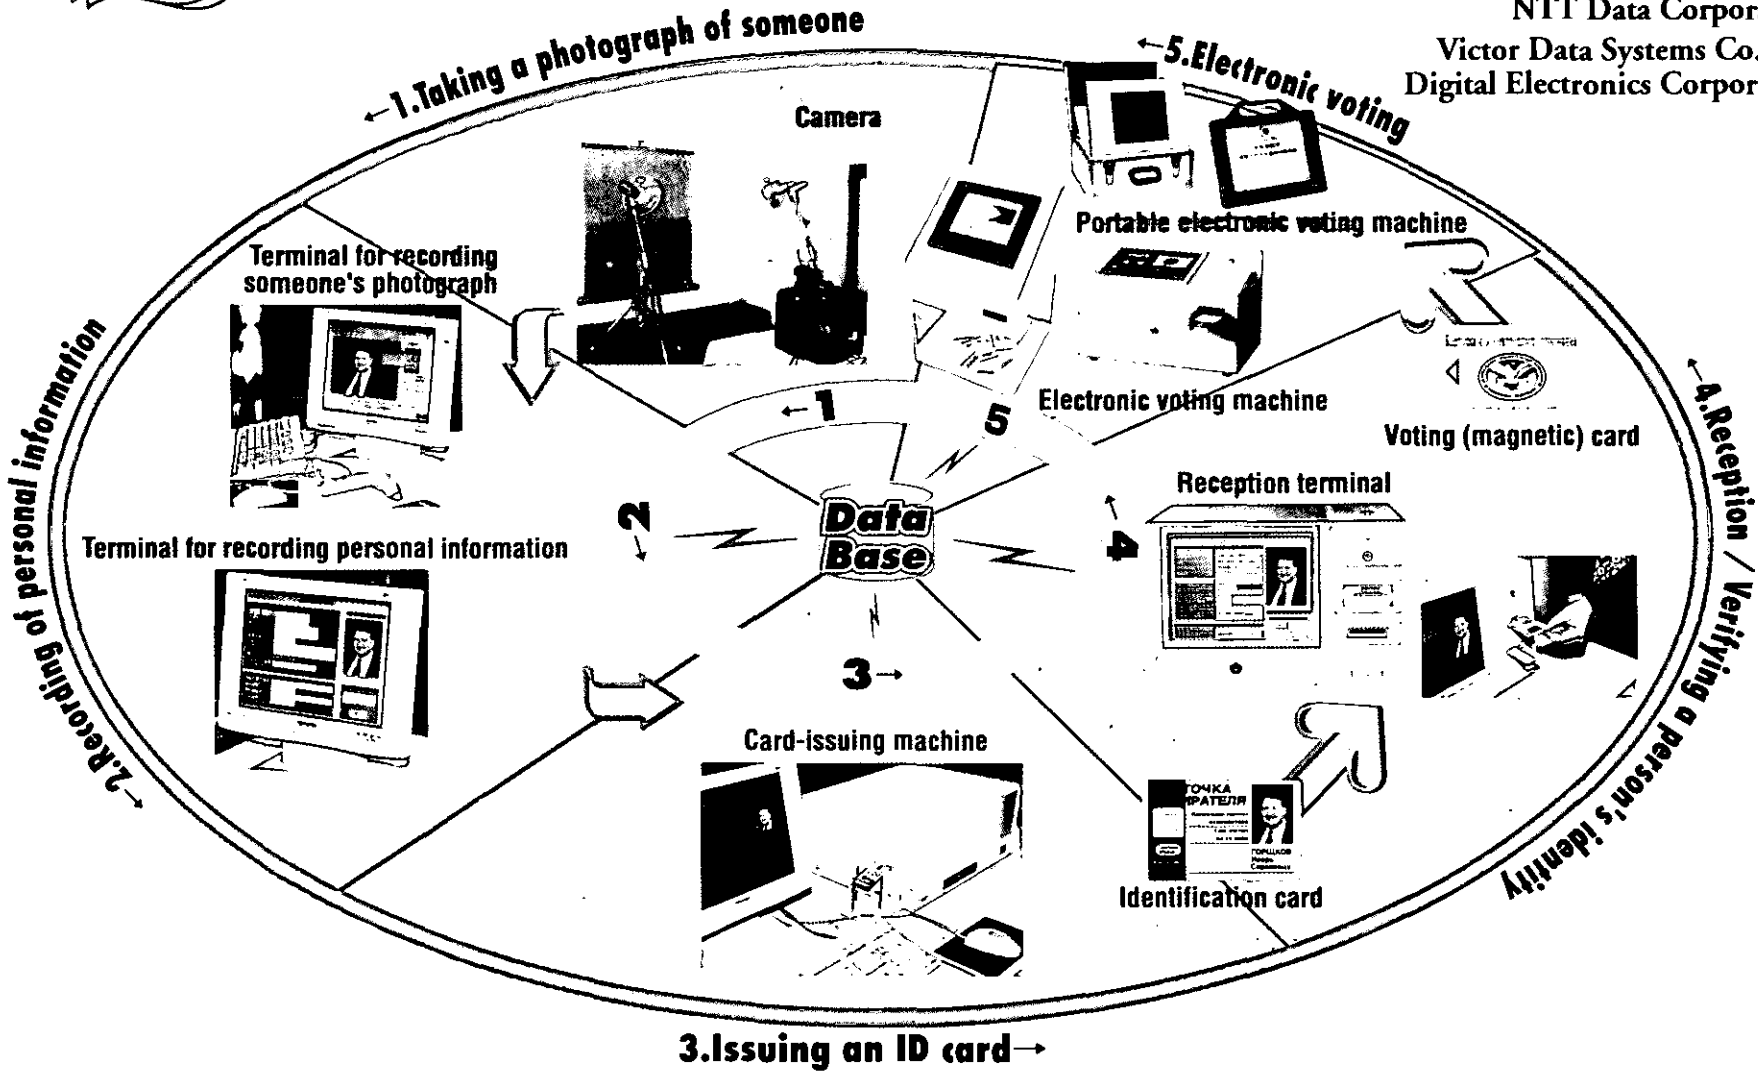 NTT Data Corpor
Victor Data Systems Co.
Digital Electronics Corpor
←1.Taking a photograph of someone
←5.Electronic voting
Camera
Portable electronic voting machine
Terminal for recording
someone's photograph
Electronic voting machine
←1
5
Voting (magnetic) card
←4.Reception / Verifying a person's identity
Reception terminal
←2.Recording of personal information→
2→
Data
Base
4→
Terminal for recording personal information
3→
Card-issuing machine
ТОЧКА
ИРАТЕЛЯ
ГОРШКОВ
Игорь
Identification card
3.Issuing an ID card→